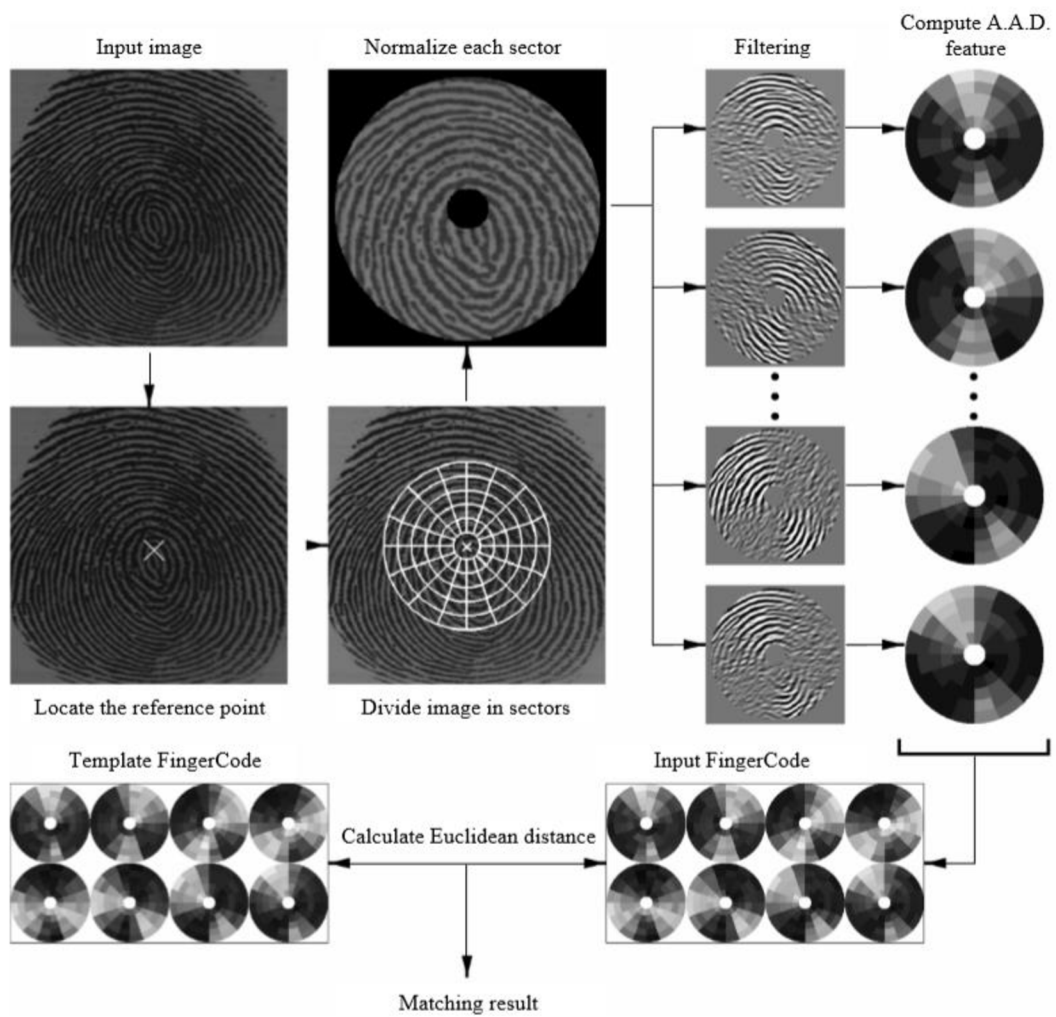 Input image
Normalize each sector
Filtering
Compute A.A.D.
feature
Locate the reference point
Divide image in sectors
Template FingerCode
Input FingerCode
Calculate Euclidean distance
Matching result